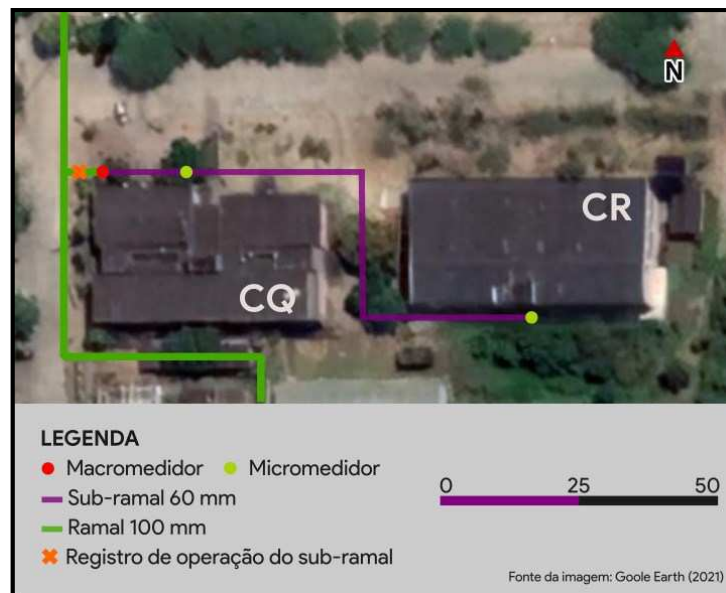 N
CR
CQ
LEGENDA
Macromedidor Micromedidor
Sub-ramal 60 mm
Ramal 100 mm
Registro de operação do sub-ramal
0 25 50
Fonte da imagem: Goole Earth (2021)